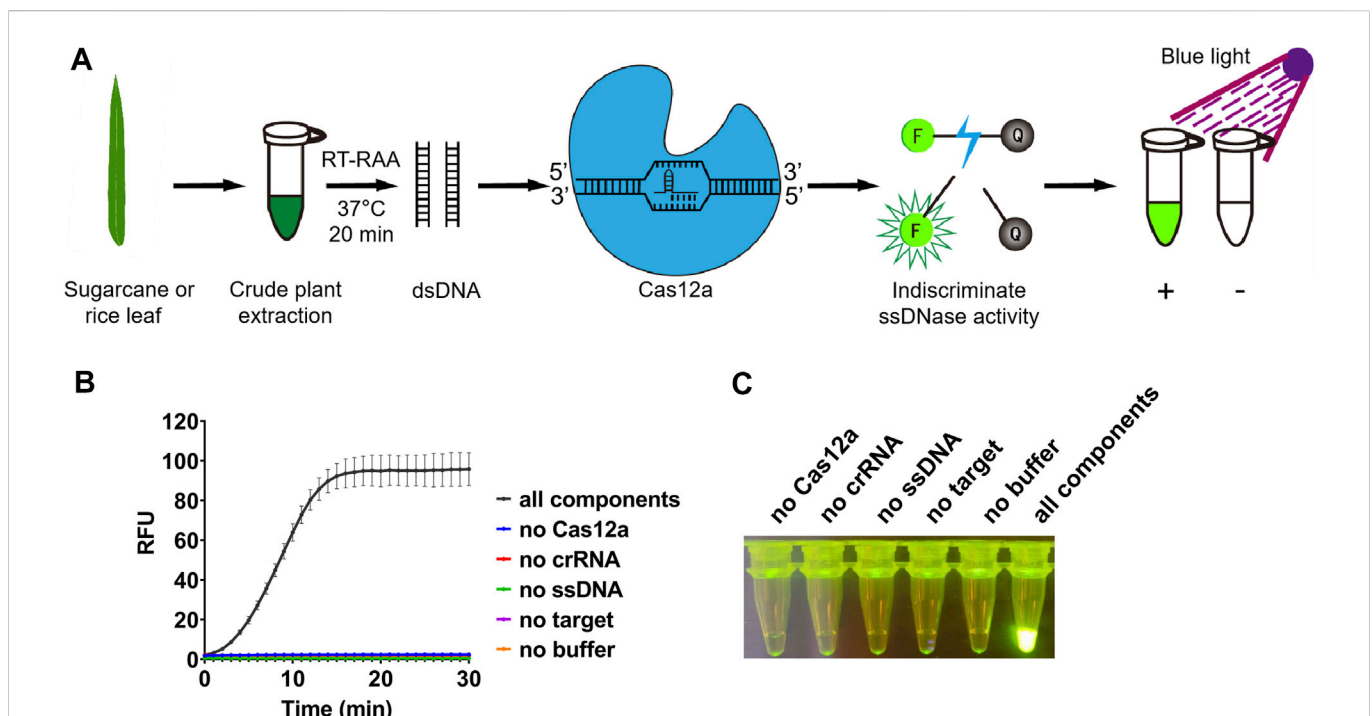 A
Blue light
RT-RAA
37°C
20 min
5’
3’
3’
5’
F
Q
F
Q
Sugarcane or
rice leaf
Crude plant
extraction
dsDNA
Cas12a
Indiscriminate
ssDNase activity
+
-
B
120
100
80
60
40
20
0
RFU
0
10
20
30
Time (min)
all components
no Cas12a
no crRNA
no ssDNA
no target
no buffer
C
no Cas12a
no crRNA
no ssDNA
no target
no buffer
all components